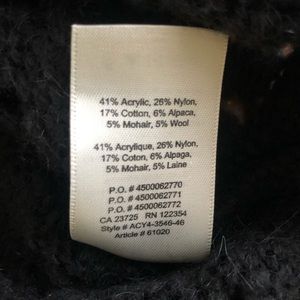 41% Acrylic, 26% Nylon,
17% Cotton, 6% Alpaca,
5% Mohair, 5% Wool
41% Acrylique, 26% Nylon,
17% Coton, 6% Alpaga,
5% Mohair, 5% Laine
P.O. # 4500062770
P.O. # 4500062771
P.O. # 4500062772
CA 23725 RN 122354
Style # ACY4-3546-46
Article # 61020